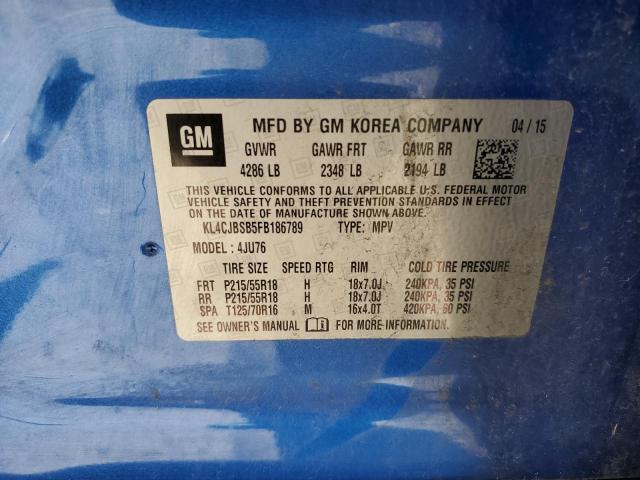 GM MFD BY GM KOREA COMPANY 04 / 15
GVWR GAWR FRT GAWR RR
4286 LB 2348 LB 2194 LB
THIS VEHICLE CONFORMS TO ALL APPLICABLE U.S. FEDERAL MOTOR
VEHICLE SAFETY AND THEFT PREVENTION STANDARDS IN EFFECT
ON THE DATE OF MANUFACTURE SHOWN ABOVE.
KL4CJBSB5FB186789 TYPE: MPV
MODEL : 4JU76
TIRE SIZE SPEED RTG RIM COLD TIRE PRESSURE
FRT P215/55R18 H 18x7.0J 240KPA, 35 PSI
RR P215/55R18 H 18x7.0J 240KPA, 35 PSI
SPA T125/70R16 M 16x4.0T 420KPA, 60 PSI
SEE OWNER'S MANUAL FOR MORE INFORMATION.